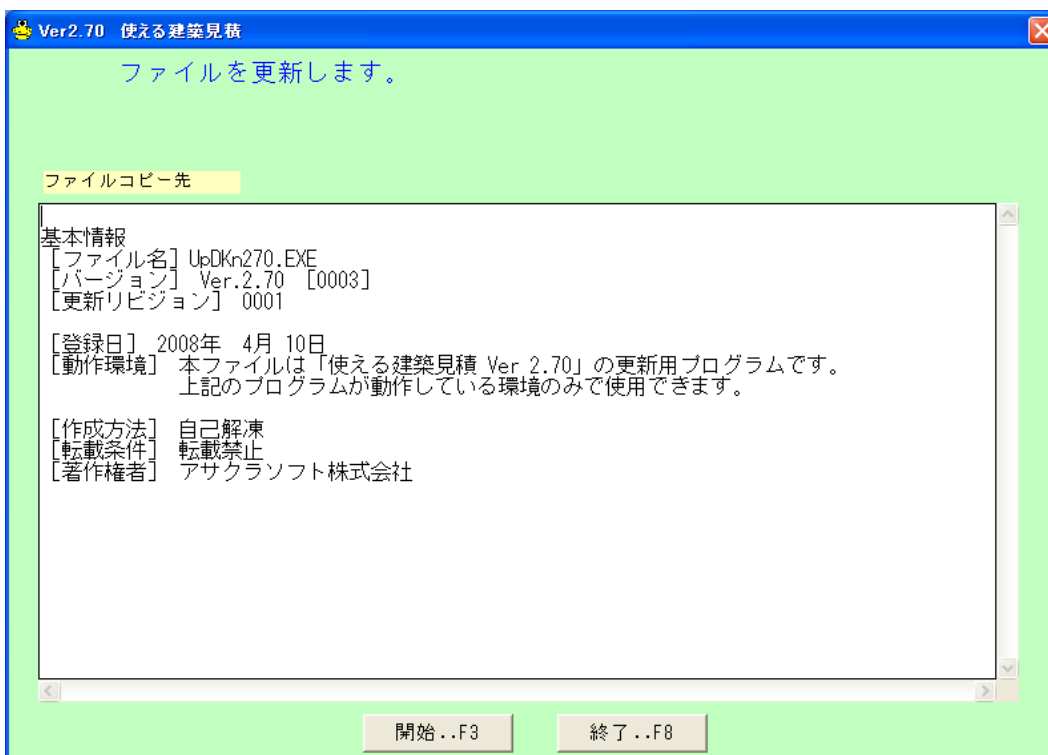 Ver2.70 使える建築見積
ファイルを更新します。
ファイルコピー先
基本情報
[ファイル名] UpDKn270.EXE
[バージョン] Ver.2.70 [0003]
[更新リビジョン] 0001
[登録日] 2008年 4月 10日
[動作環境] 本ファイルは「使える建築見積 Ver 2.70」の更新用プログラムです。
上記のプログラムが動作している環境のみで使用できます。
[作成方法] 自己解凍
[転載条件] 転載禁止
[著作権者] アサクラソフト株式会社
開始..F3 終了..F8